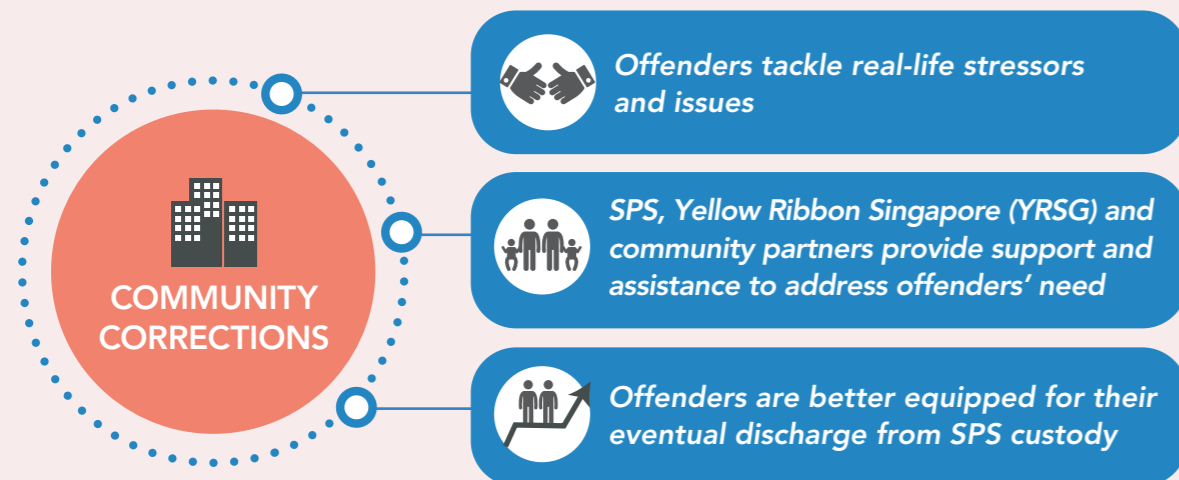 COMMUNITY
CORRECTIONS
Offenders tackle real-life stressors
and issues
SPS, Yellow Ribbon Singapore (YRSG) and
community partners provide support and
assistance to address offenders’ need
Offenders are better equipped for their
eventual discharge from SPS custody